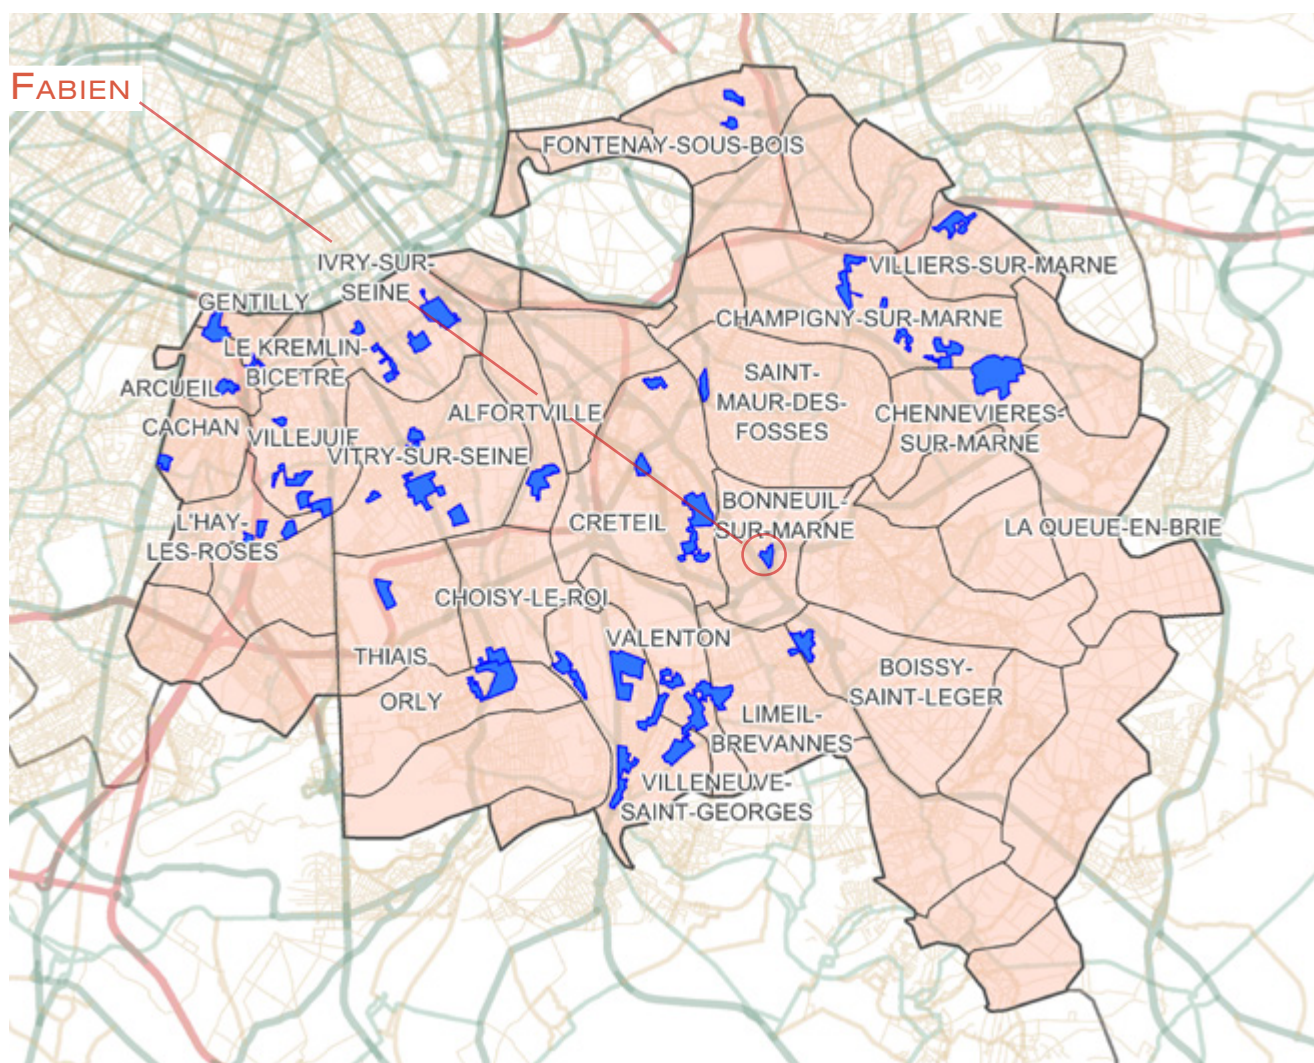 FABIEN
FONTENAY-SOUS-BOIS
IVRY-SUR-
SEINE
VILLIERS-SUR-MARNE
GENTILLY
CHAMPIGNY-SUR-MARNE
LE KREMLIN-
BICETRE
ARCUEIL
SAINT-
MAUR-DES-
FOSSES
ALFORTVILLE
CHENNEVIERES-
SUR-MARNE
CACHAN
VILLEJUIF
VITRY-SUR-SEINE
BONNEUIL-
SUR-MARNE
L'HAY-
LES-ROSES
CRETEIL
LA QUEUE-EN-BRIE
CHOISY-LE-ROI
VALENTON
THIAIS
BOISSY-
SAINT-LEGER
ORLY
LIMEIL-
BREVANNES
VILLENEUVE-
SAINT-GEORGES